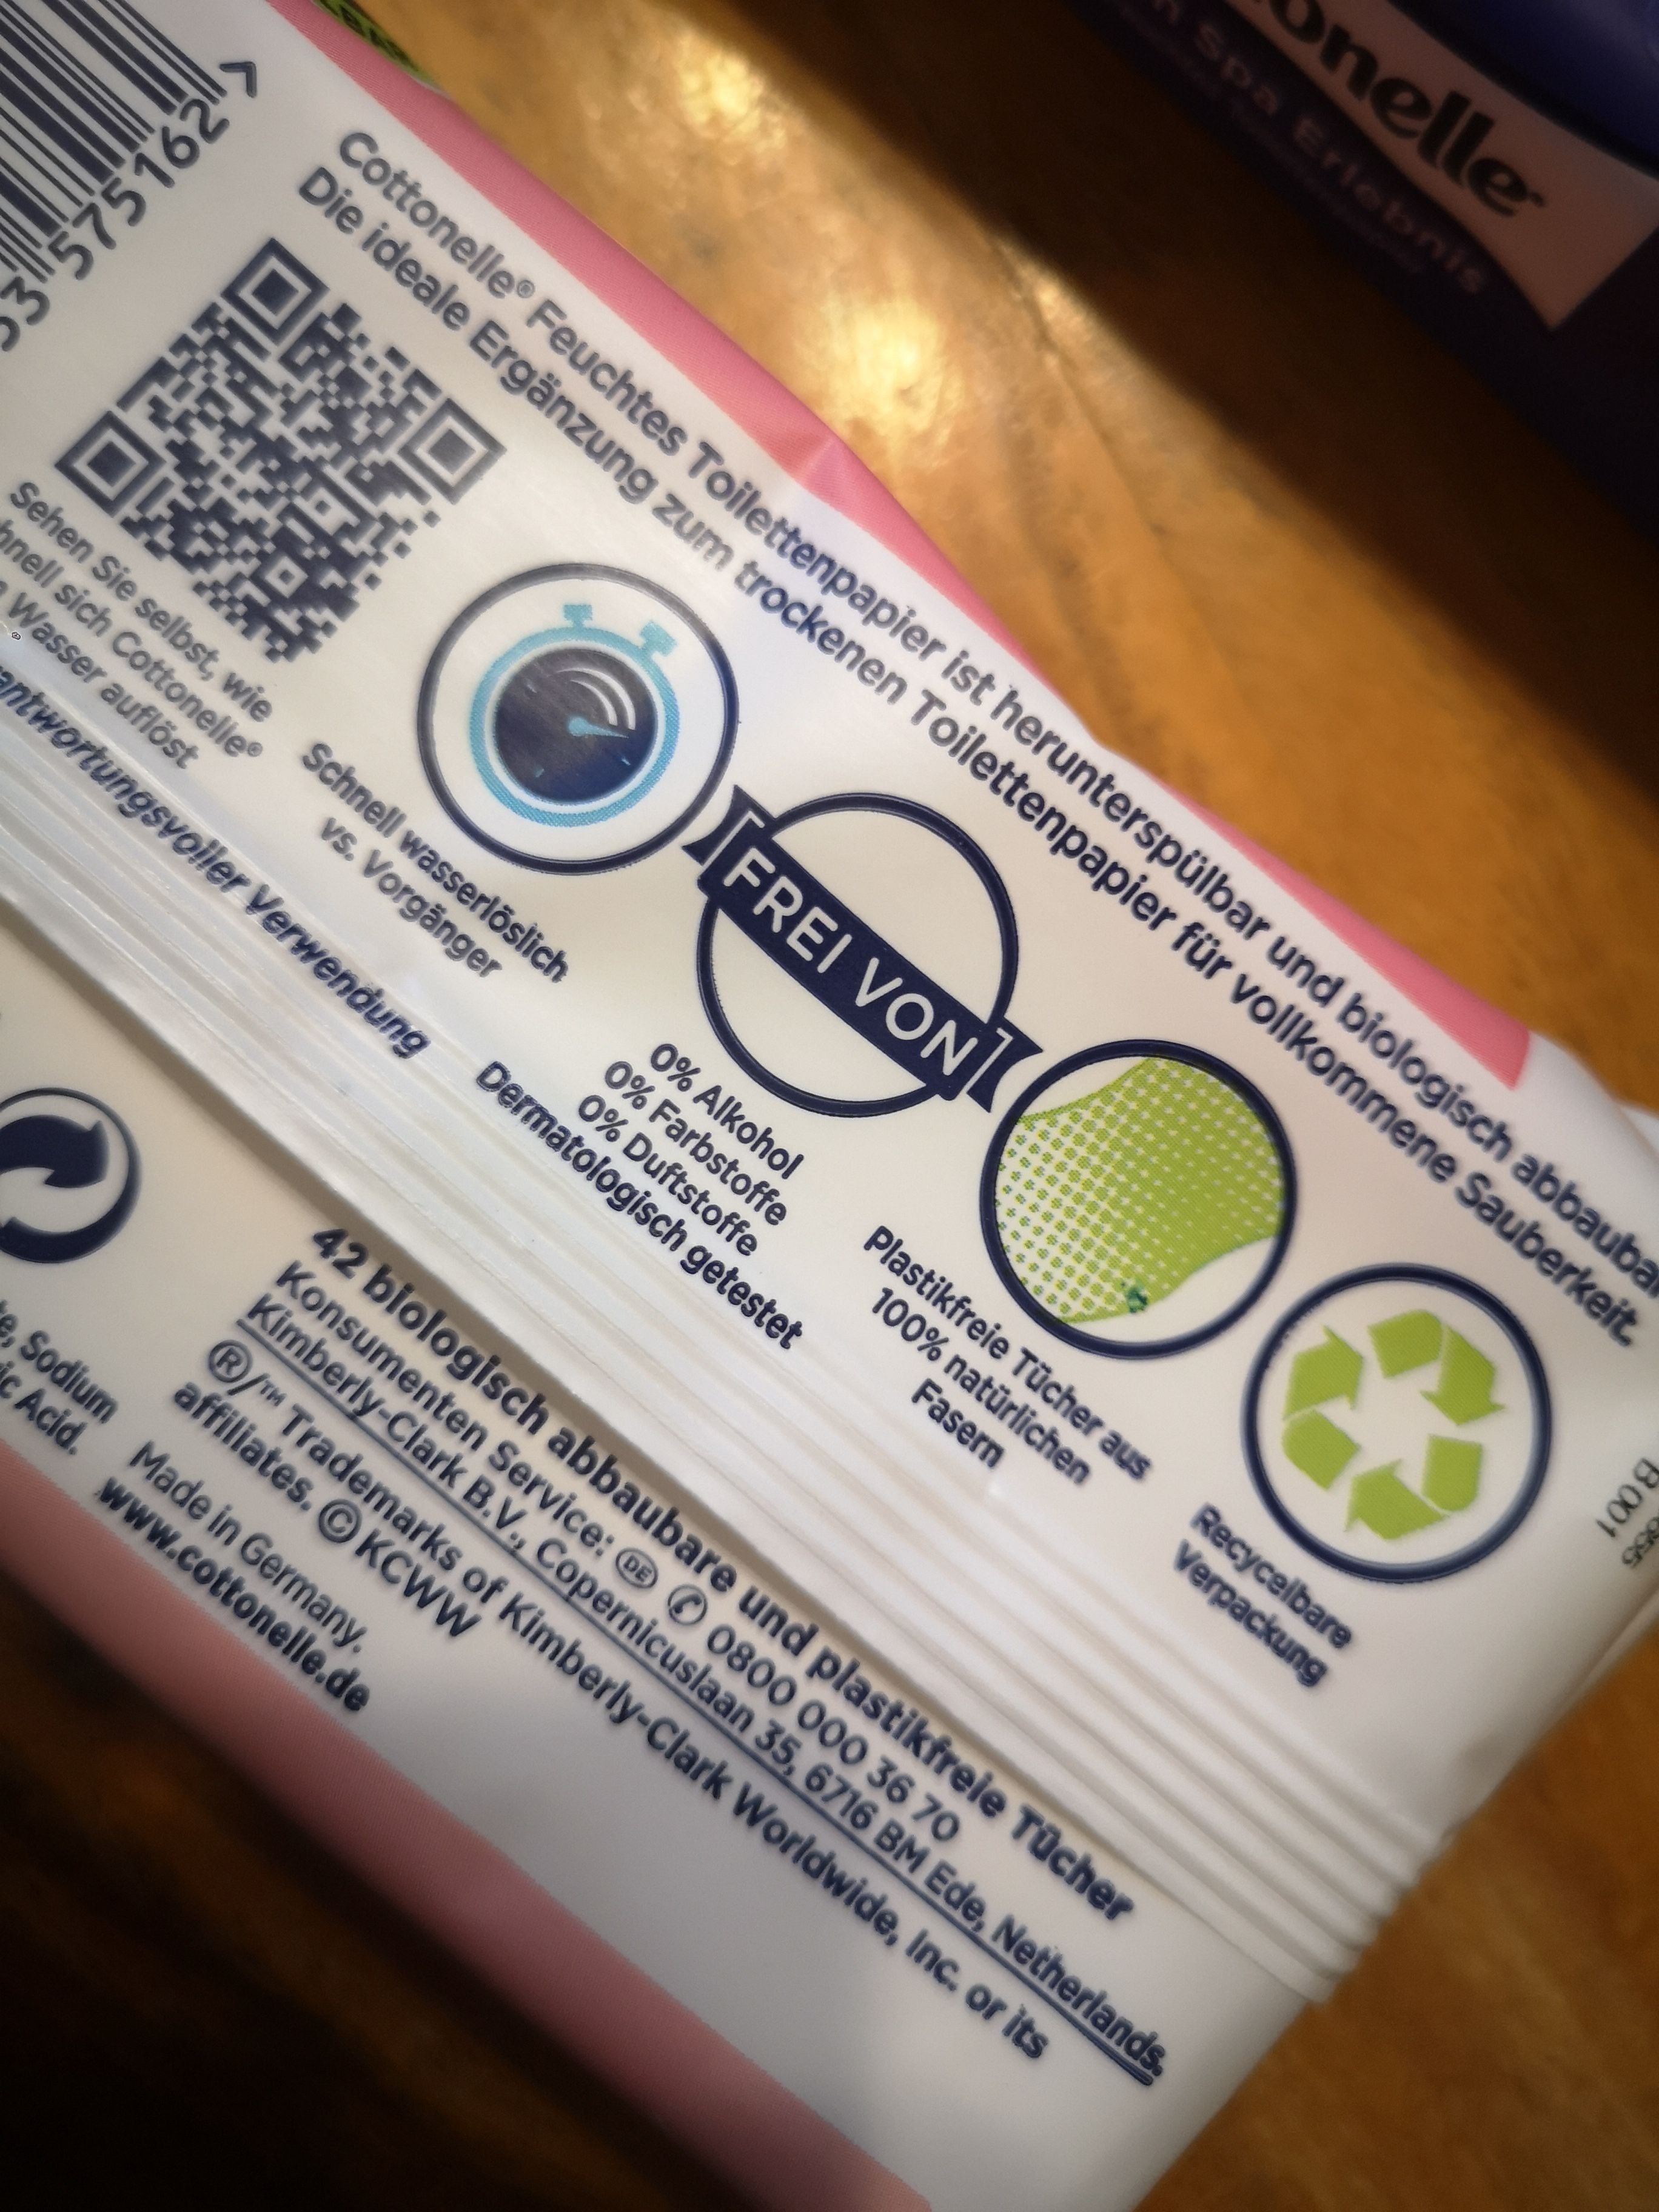 onelle
Spa Erlebnis
575162 >
Cottonelle® Feuchtes Toilettenpapier ist herunterspülbar und biologisch abbaubar
Die ideale Ergänzung zum trockenen Toilettenpapier für vollkommene Sauberkeit.
Sehen Sie selbst, wie
hnell sich Cottonelle®
Wasser auflöst
Schnell wasserlöslich
vs. Vorgänger
FREI VON
0% Alkohol
0% Farbstoffe
0% Duftstoffe
Dermatologisch getestet
Plastikfreie Tücher aus
100% natürlichen
Fasern
Recycelbare
Verpackung
B 001
antwortungsvoller Verwendung
42 biologisch abbaubare und plastikfreie Tücher
Konsumenten Service: DE ✆ 0800 000 36 70
Kimberly-Clark B.V., Copernicuslaan 35, 6716 BM Ede, Netherlands.
®/™ Trademarks of Kimberly-Clark Worldwide, Inc. or its
affiliates. © KCWW
Made in Germany.
www.cottonelle.de
te, Sodium
ic Acid.